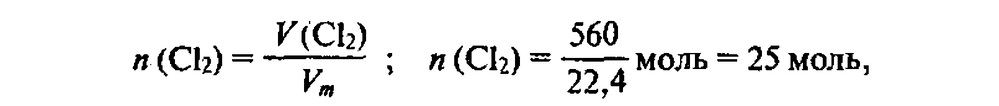 n (Cl₂) = V (Cl₂) / Vₘ ; n (Cl₂) = 560 / 22,4 моль = 25 моль,